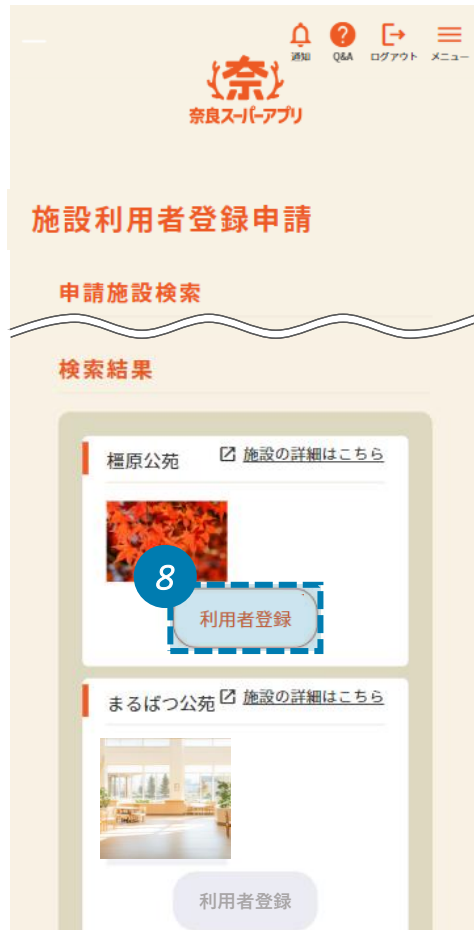 通知 Q&A ログアウト メニュー
奈
奈良スーパーアプリ
施設利用者登録申請
申請施設検索
検索結果
橿原公苑 施設の詳細はこちら
8
利用者登録
まるばつ公苑 施設の詳細はこちら
利用者登録